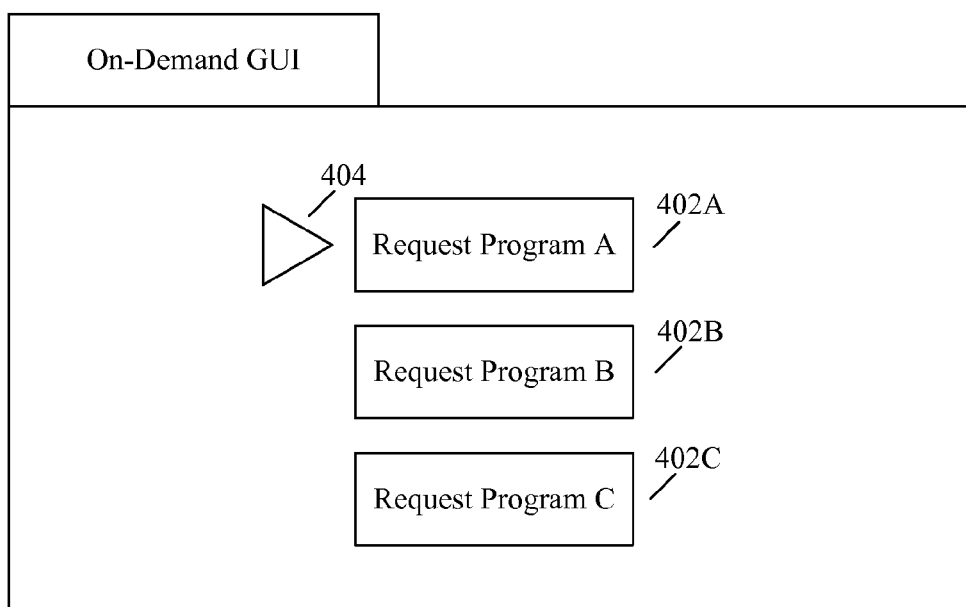 On-Demand GUI
404
402A
Request Program A
402B
Request Program B
402C
Request Program C